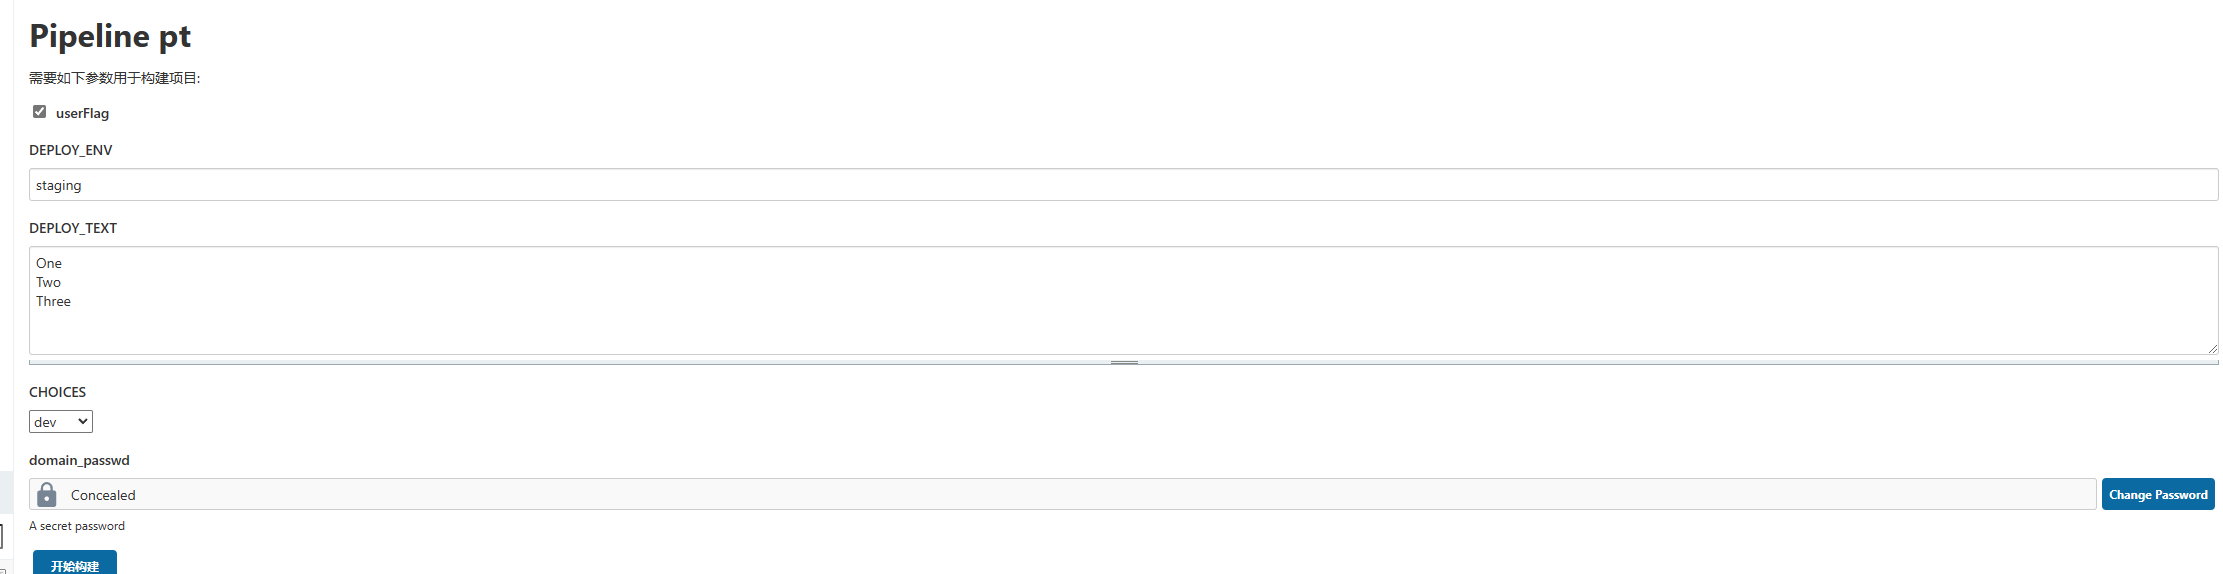 Pipeline pt
需要如下参数用于构建项目:
userFlag
DEPLOY_ENV
staging
DEPLOY_TEXT
One
Two
Three
CHOICES
dev
domain_passwd
Concealed
Change Password
A secret password
开始构建